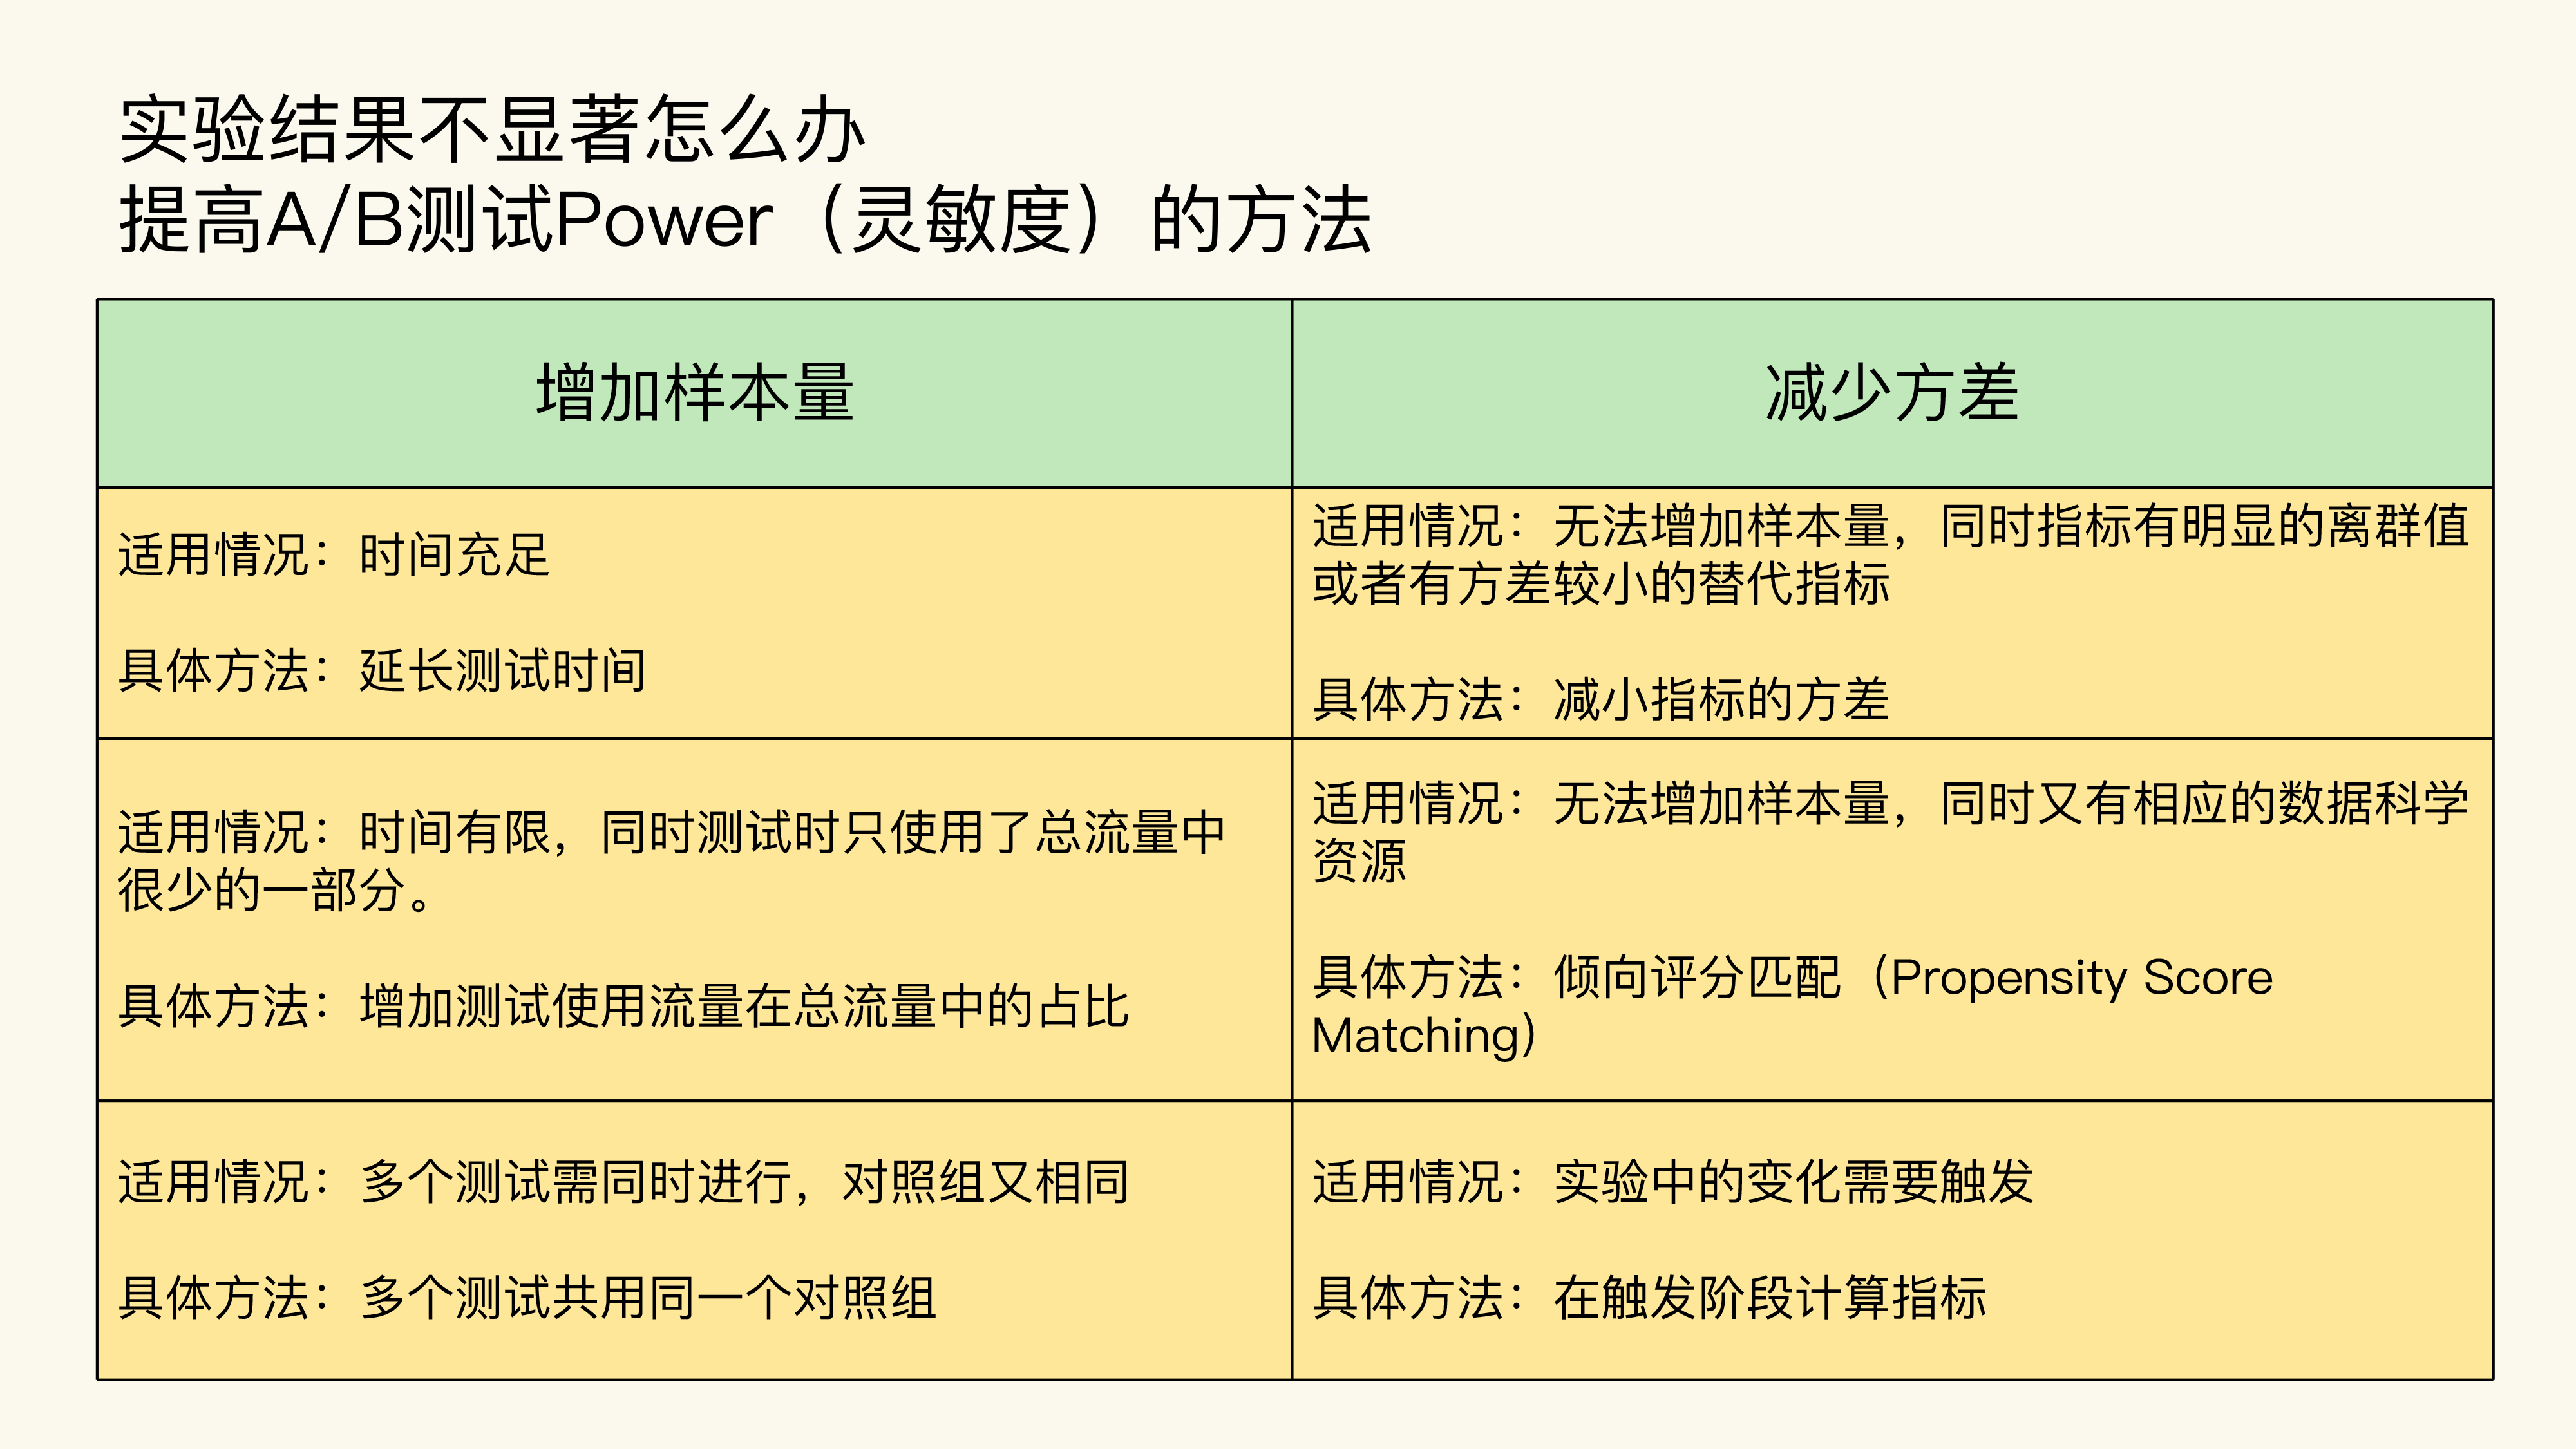 实验结果不显著怎么办
提高A/B测试Power（灵敏度）的方法
增加样本量
减少方差
适用情况：时间充足
具体方法：延长测试时间
适用情况：无法增加样本量，同时指标有明显的离群值
或者有方差较小的替代指标
具体方法：减小指标的方差
适用情况：时间有限，同时测试时只使用了总流量中
很少的一部分。
具体方法：增加测试使用流量在总流量中的占比
适用情况：无法增加样本量，同时又有相应的数据科学
资源
具体方法：倾向评分匹配（Propensity Score
Matching）
适用情况：多个测试需同时进行，对照组又相同
具体方法：多个测试共用同一个对照组
适用情况：实验中的变化需要触发
具体方法：在触发阶段计算指标